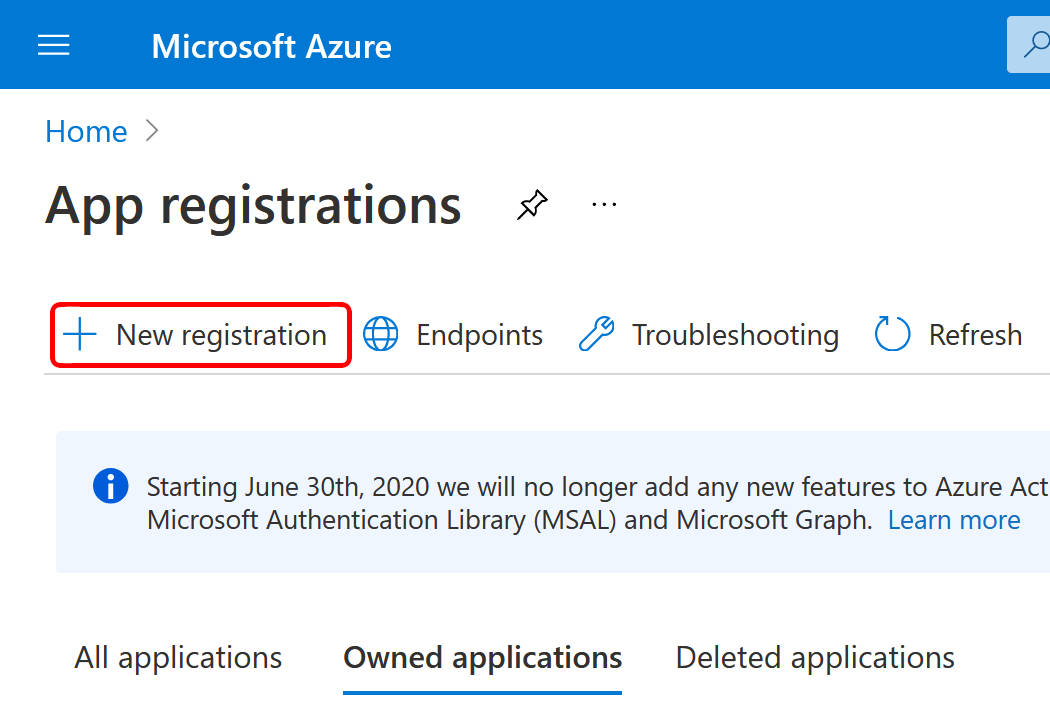 Microsoft Azure
Home
App registrations
New registration Endpoints Troubleshooting Refresh
Starting June 30th, 2020 we will no longer add any new features to Azure Act
Microsoft Authentication Library (MSAL) and Microsoft Graph. Learn more
All applications Owned applications Deleted applications